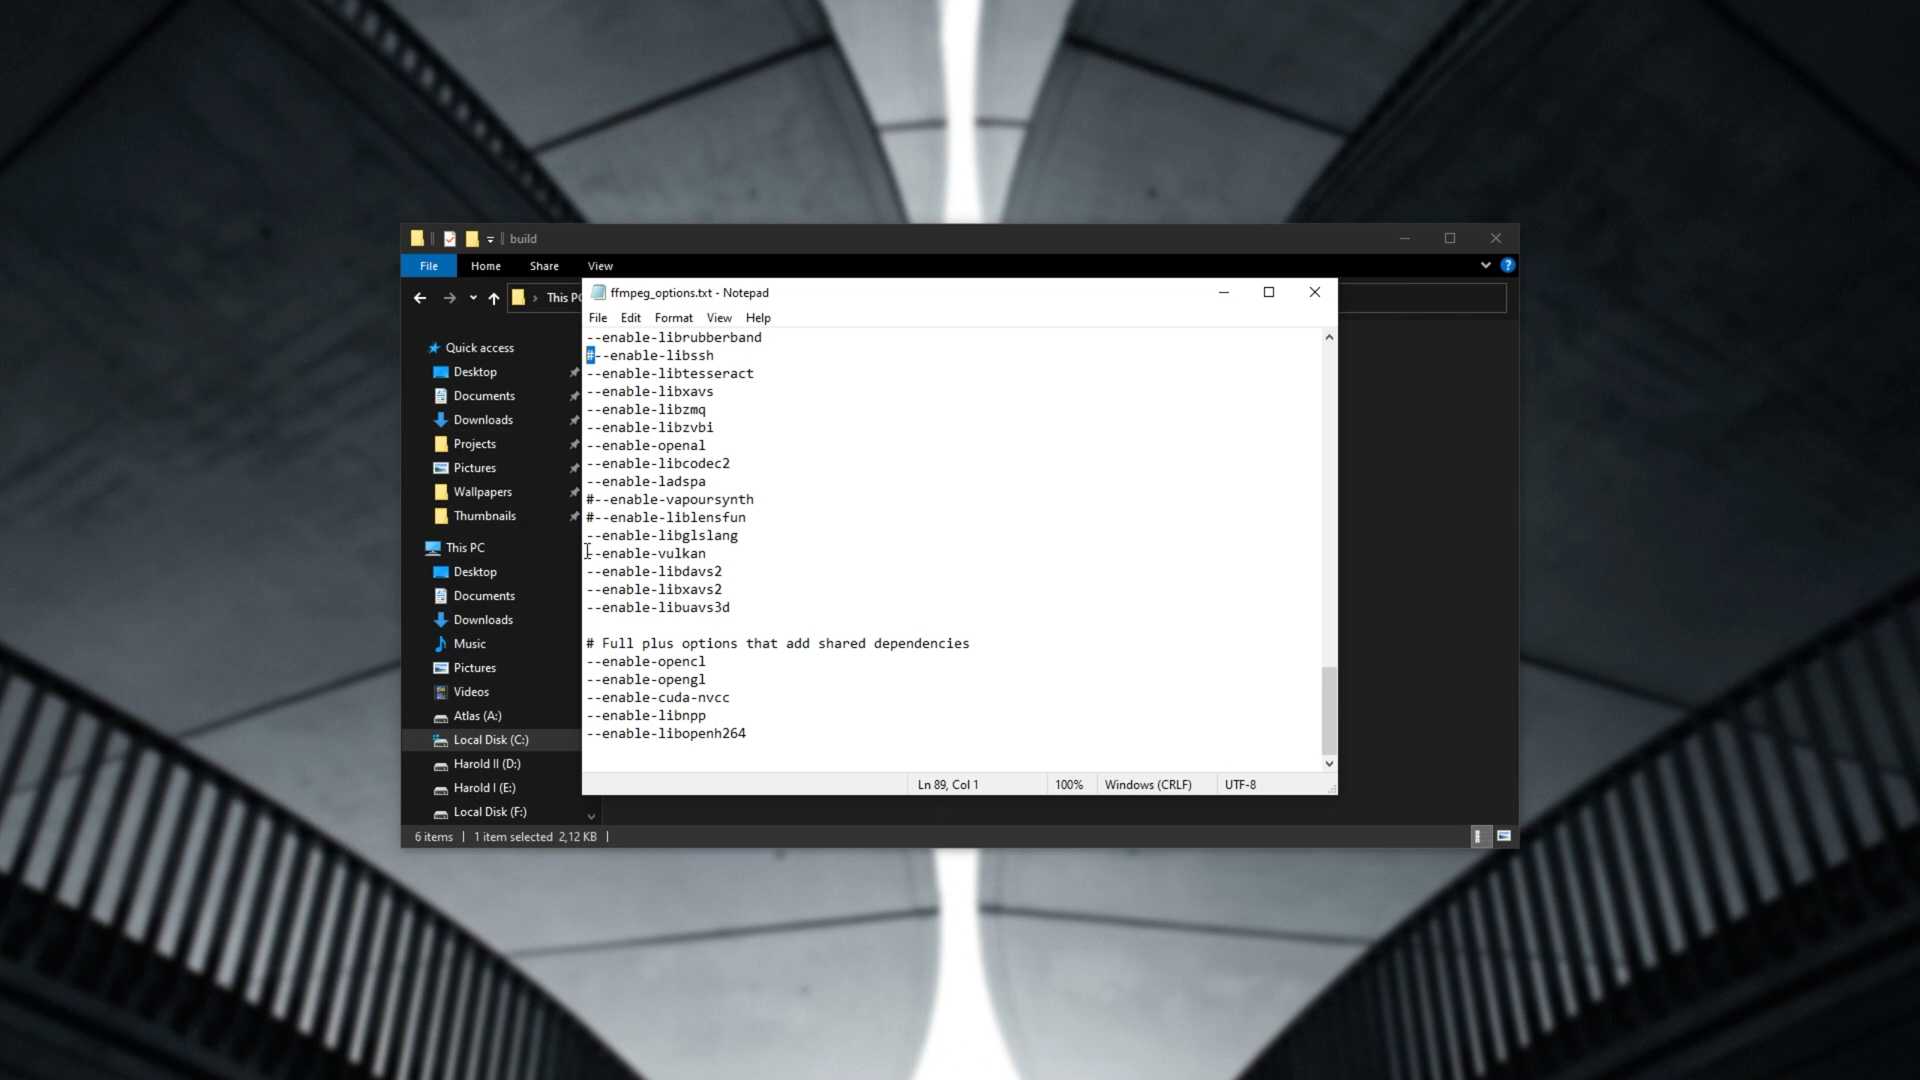 build
File Home Share View
This PC
ffmpeg_options.txt - Notepad
File Edit Format View Help
--enable-librubberband
#--enable-libssh
--enable-libtesseract
--enable-libxavs
--enable-libzmq
--enable-libzvbi
--enable-openal
--enable-libcodec2
--enable-ladspa
#--enable-vapoursynth
#--enable-liblensfun
--enable-libglslang
--enable-vulkan
--enable-libdavs2
--enable-libxavs2
--enable-libuavs3d
# Full plus options that add shared dependencies
--enable-opencl
--enable-opengl
--enable-cuda-nvcc
--enable-libnpp
--enable-libopenh264
Ln 89, Col 1 100% Windows (CRLF) UTF-8
Quick access
Desktop
Documents
Downloads
Projects
Pictures
Wallpapers
Thumbnails
This PC
Desktop
Documents
Downloads
Music
Pictures
Videos
Atlas (A:)
Local Disk (C:)
Harold II (D:)
Harold I (E:)
Local Disk (F:)
6 items | 1 item selected 2,12 KB |